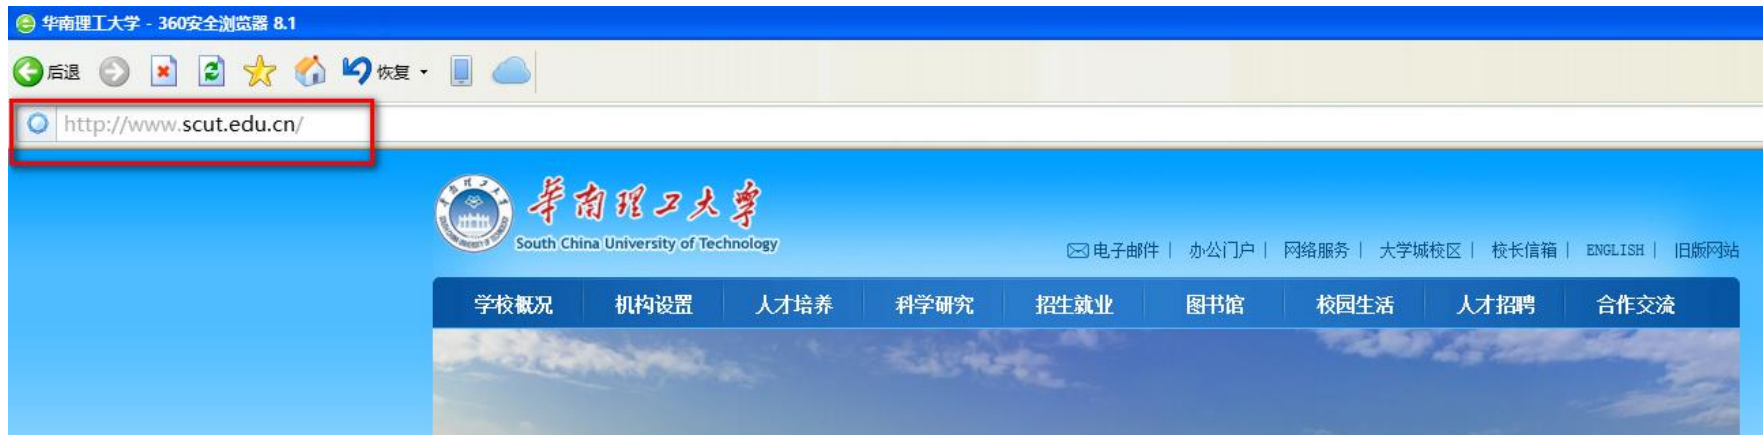 华南理工大学 - 360安全浏览器 8.1
后退 恢复
http://www.scut.edu.cn/
华南理工大学
South China University of Technology
电子邮件 | 办公门户 | 网络服务 | 大学城校区 | 校长信箱 | ENGLISH | 旧版网站
学校概况 机构设置 人才培养 科学研究 招生就业 图书馆 校园生活 人才招聘 合作交流